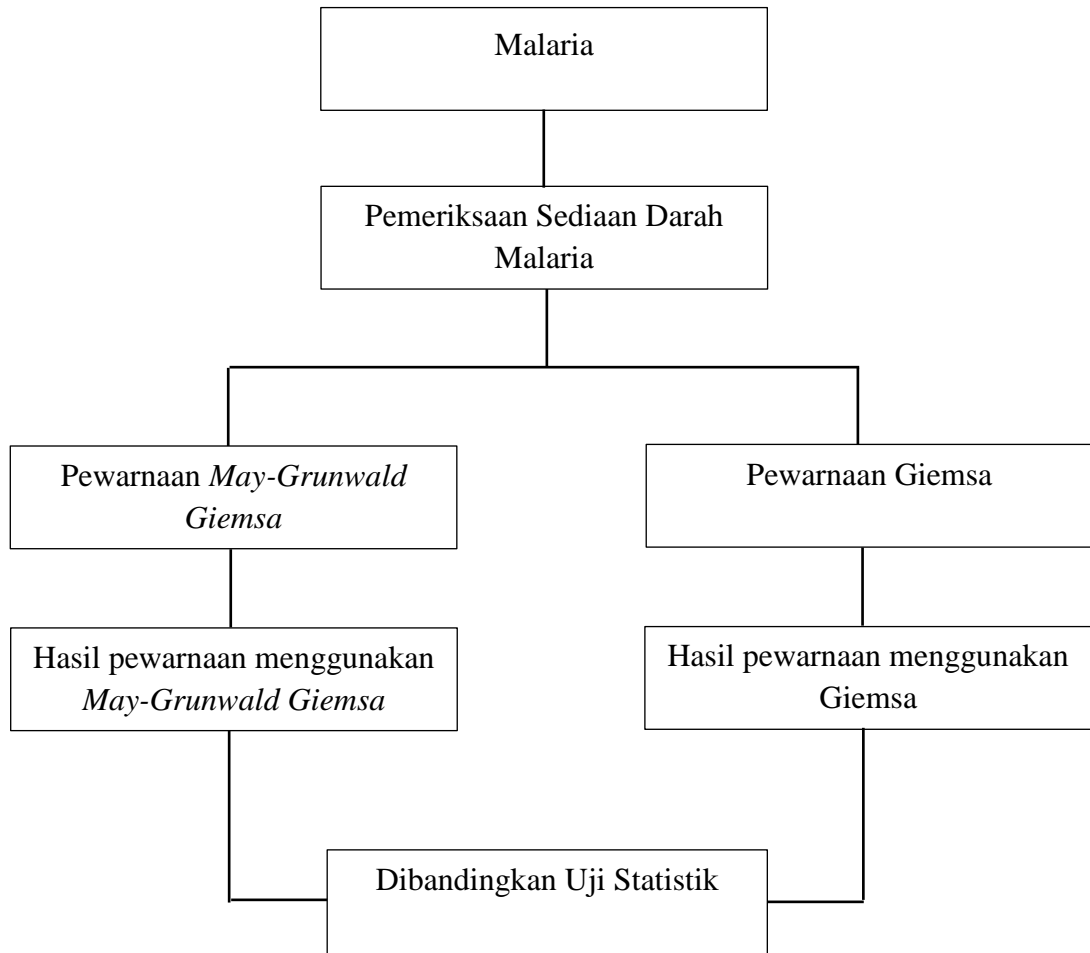 Malaria
Pemeriksaan Sediaan Darah
Malaria
Pewarnaan May-Grunwald
Giemsa
Pewarnaan Giemsa
Hasil pewarnaan menggunakan
May-Grunwald Giemsa
Hasil pewarnaan menggunakan
Giemsa
Dibandingkan Uji Statistik